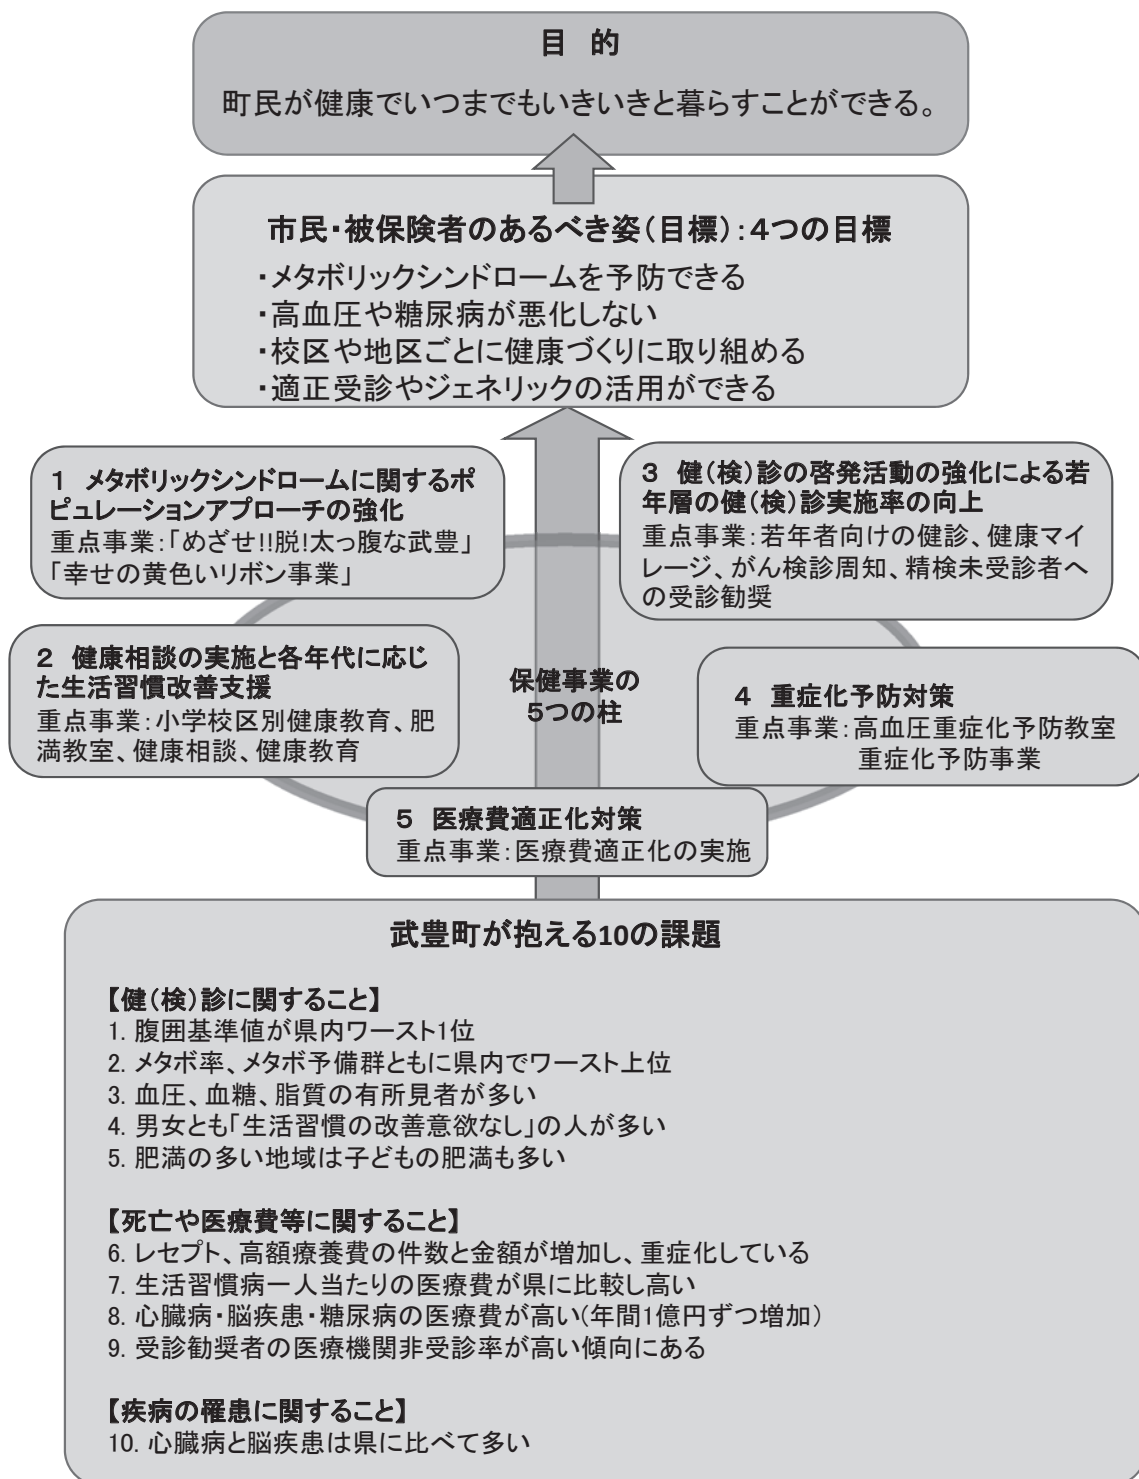 目 的
町民が健康でいつまでもいきいきと暮らすことができる。
市民・被保険者のあるべき姿(目標):4つの目標
・メタボリックシンドロームを予防できる
・高血圧や糖尿病が悪化しない
・校区や地区ごとに健康づくりに取り組める
・適正受診やジェネリックの活用ができる
1 メタボリックシンドロームに関するポ
ピュレーションアプローチの強化
重点事業:「めざせ!!脱!太っ腹な武豊」
「幸せの黄色いリボン事業」
2 健康相談の実施と各年代に応じ
た生活習慣改善支援
重点事業:小学校区別健康教育、肥
満教室、健康相談、健康教育
3 健(検)診の啓発活動の強化による若
年層の健(検)診実施率の向上
重点事業:若年者向けの健診、健康マイ
レージ、がん検診周知、精検未受診者へ
の受診勧奨
保健事業の
5つの柱
4 重症化予防対策
重点事業:高血圧重症化予防教室
重症化予防事業
5 医療費適正化対策
重点事業:医療費適正化の実施
武豊町が抱える10の課題
【健(検)診に関すること】
1. 腹囲基準値が県内ワースト1位
2. メタボ率、メタボ予備群ともに県内でワースト上位
3. 血圧、血糖、脂質の有所見者が多い
4. 男女とも「生活習慣の改善意欲なし」の人が多い
5. 肥満の多い地域は子どもの肥満も多い
【死亡や医療費等に関すること】
6. レセプト、高額療養費の件数と金額が増加し、重症化している
7. 生活習慣病一人当たりの医療費が県に比較し高い
8. 心臓病・脳疾患・糖尿病の医療費が高い(年間1億円ずつ増加)
9. 受診勧奨者の医療機関非受診率が高い傾向にある
【疾病の罹患に関すること】
10. 心臓病と脳疾患は県に比べて多い